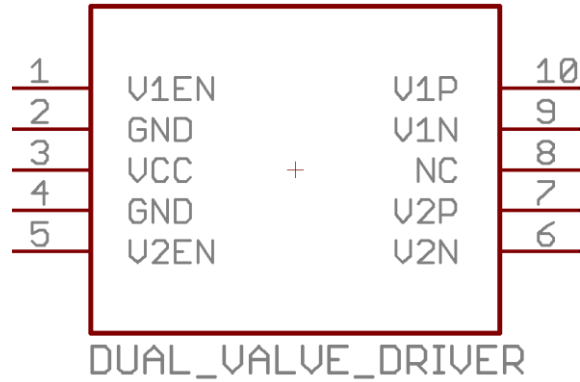 1 V1EN V1P 10
2 GND V1N 9
3 VCC NC 8
4 GND V2P 7
5 V2EN V2N 6
DUAL_VALVE_DRIVER